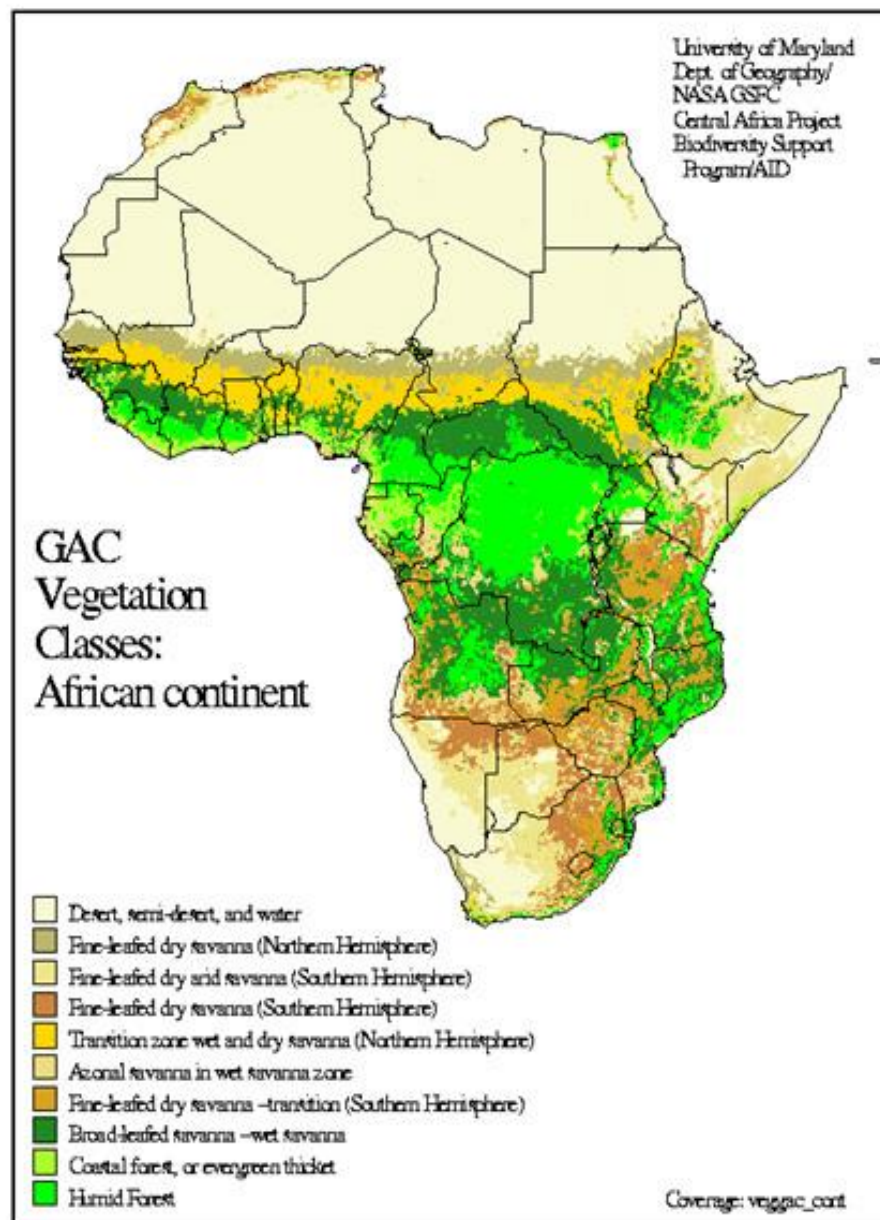 University of Maryland
Dept. of Geography/
NASA GSFC
Central Africa Project
Biodiversity Support
Program/AID
GAC
Vegetation
Classes:
African continent
Desert, semi-desert, and water
Fine-leafed dry savanna (Northern Hemisphere)
Fine-leafed dry arid savanna (Southern Hemisphere)
Fine-leafed dry savanna (Southern Hemisphere)
Transition zone wet and dry savanna (Northern Hemisphere)
Azonal savanna in wet savanna zone
Fine-leafed dry savanna --transition (Southern Hemisphere)
Broad-leafed savanna --wet savanna
Coastal forest, or evergreen thicket
Humid Forest
Coverage: veggac_cont